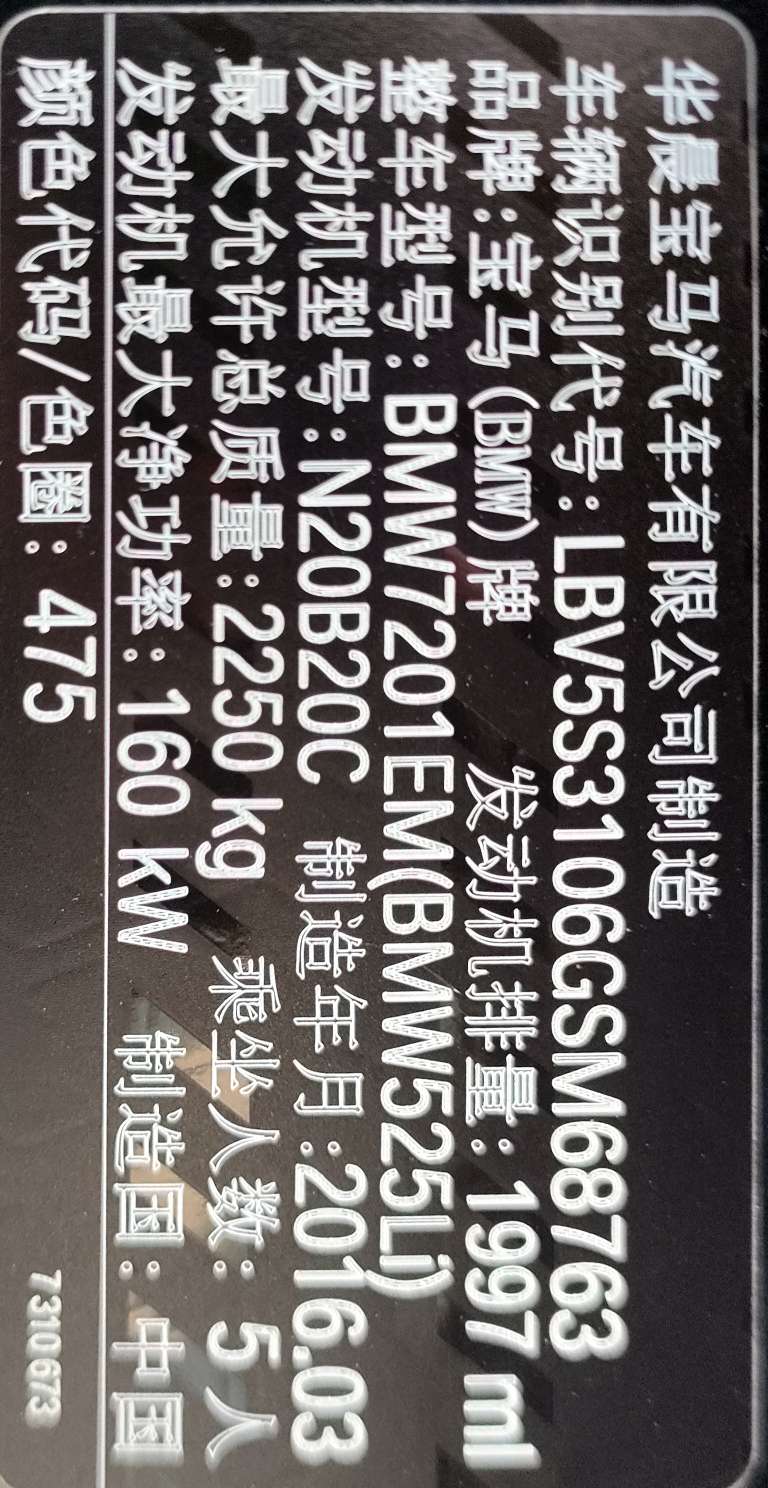 华晨宝马汽车有限公司制造
车辆识别代号:LBV5S3106GSM68763
品牌:宝马(BMW)牌 发动机排量:1997 ml
整车型号:BMW7201EM(BMW525Li)
发动机型号:N20B20C 制造年月:2016.03
最大允许总质量:2250 kg 乘坐人数:5人
发动机最大净功率:160 kW 制造国:中国
颜色代码/色圈:475
7310673